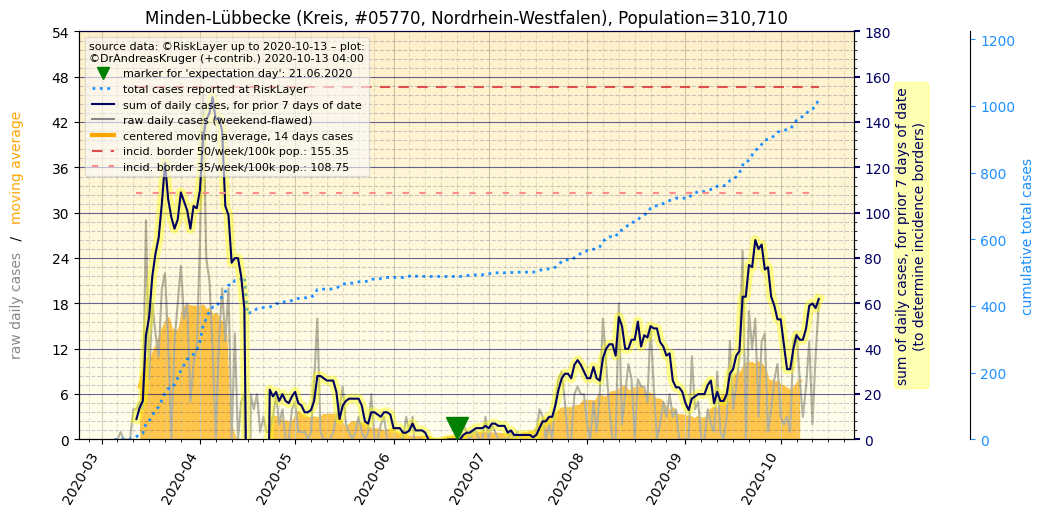 Minden-Lübbecke (Kreis, #05770, Nordrhein-Westfalen), Population=310,710
source data: ©RiskLayer up to 2020-10-13 – plot:
©DrAndreasKruger (+contrib.) 2020-10-13 04:00
marker for 'expectation day': 21.06.2020
total cases reported at RiskLayer
sum of daily cases, for prior 7 days of date
raw daily cases (weekend-flawed)
centered moving average, 14 days cases
incid. border 50/week/100k pop.: 155.35
incid. border 35/week/100k pop.: 108.75
raw daily cases / moving average
54
48
42
36
30
24
18
12
6
0
180
160
140
120
100
80
60
40
20
0
sum of daily cases, for prior 7 days of date
(to determine incidence borders)
1200
1000
800
600
400
200
0
cumulative total cases
2020-03
2020-04
2020-05
2020-06
2020-07
2020-08
2020-09
2020-10